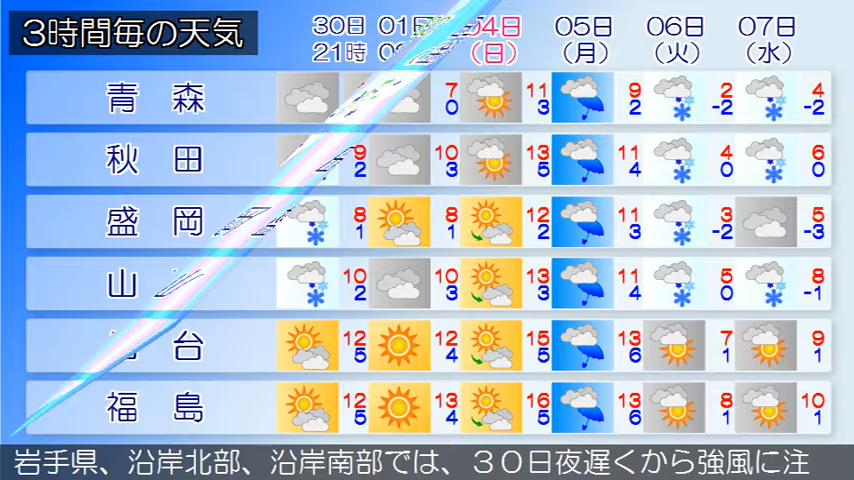 3時間毎の天気
30日 01日 04日 05日 06日 07日
21時 (日) (月) (火) (水)
青森 7 0 11 3 9 2 2 -2 4 -2
秋田 9 2 10 3 13 5 11 4 4 0 6 0
盛岡 8 1 8 1 12 2 11 3 3 -2 5 -3
山 10 2 10 3 13 3 11 4 5 0 8 -1
台 12 5 12 4 15 5 13 6 7 1 9 1
福島 12 5 13 4 16 5 13 6 8 1 10 1
岩手県、沿岸北部、沿岸南部では、30日夜遅くから強風に注